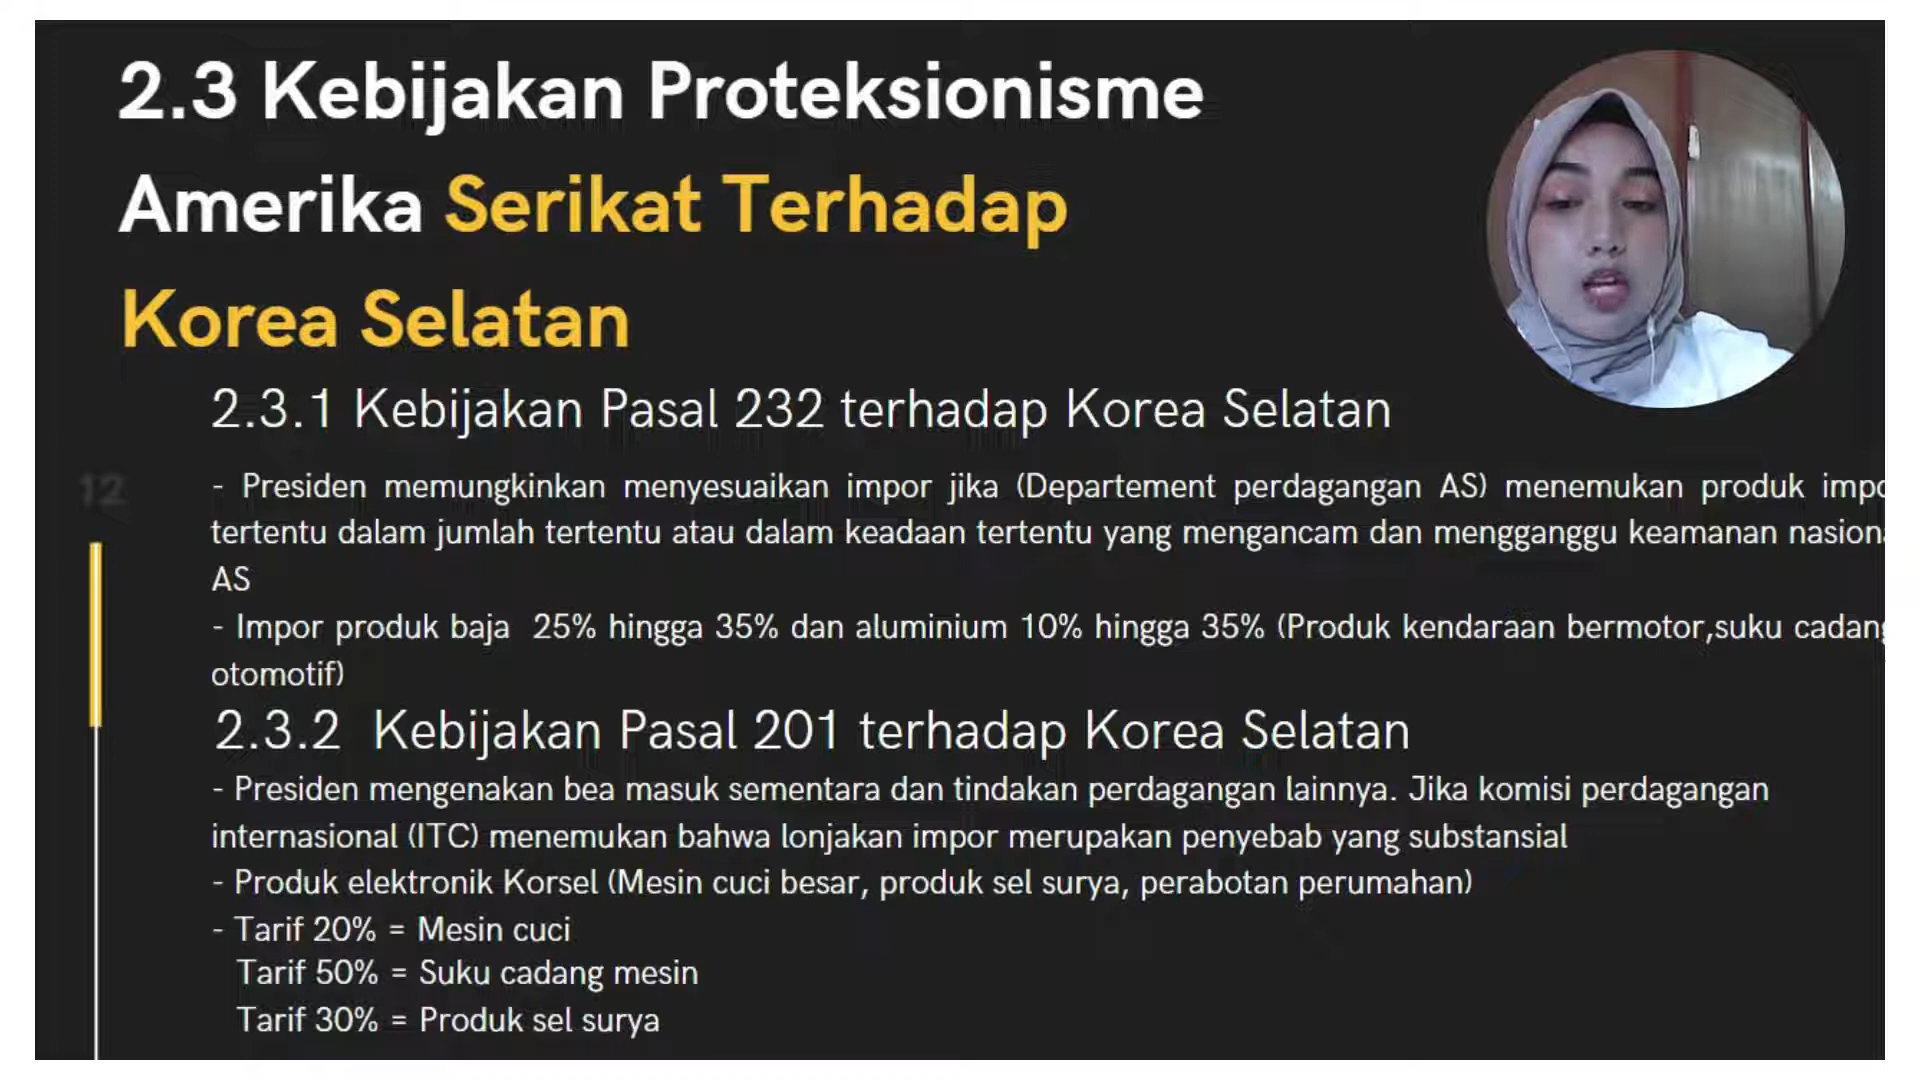 2.3 Kebijakan Proteksionisme
Amerika Serikat Terhadap
Korea Selatan
2.3.1 Kebijakan Pasal 232 terhadap Korea Selatan
12
- Presiden memungkinkan menyesuaikan impor jika (Departement perdagangan AS) menemukan produk
tertentu dalam jumlah tertentu atau dalam keadaan tertentu yang mengancam dan mengganggu keamanan
AS
- Impor produk baja 25% hingga 35% dan aluminium 10% hingga 35% (Produk kendaraan bermotor,suku
otomotif)
2.3.2 Kebijakan Pasal 201 terhadap Korea Selatan
- Presiden mengenakan bea masuk sementara dan tindakan perdagangan lainnya. Jika komisi perdagangan
internasional (ITC) menemukan bahwa lonjakan impor merupakan penyebab yang substansial
- Produk elektronik Korsel (Mesin cuci besar, produk sel surya, perabotan perumahan)
- Tarif 20% = Mesin cuci
Tarif 50% = Suku cadang mesin
Tarif 30% = Produk sel surya